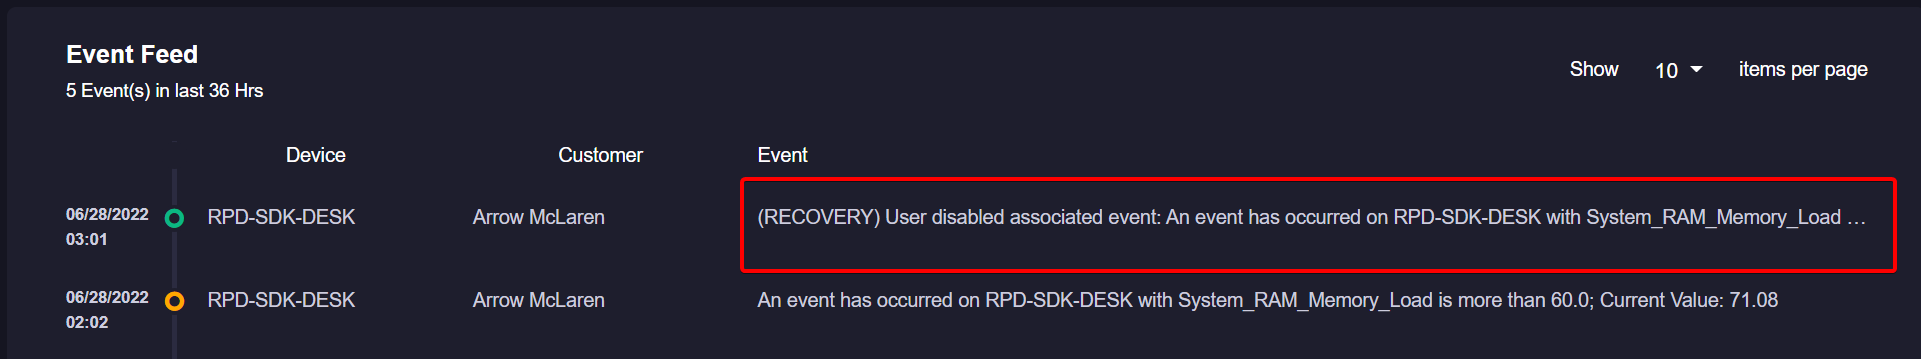 Event Feed
5 Event(s) in last 36 Hrs
Show 10 items per page
Device Customer Event
06/28/2022 03:01 RPD-SDK-DESK Arrow McLaren (RECOVERY) User disabled associated event: An event has occurred on RPD-SDK-DESK with System_RAM_Memory_Load …
06/28/2022 02:02 RPD-SDK-DESK Arrow McLaren An event has occurred on RPD-SDK-DESK with System_RAM_Memory_Load is more than 60.0; Current Value: 71.08